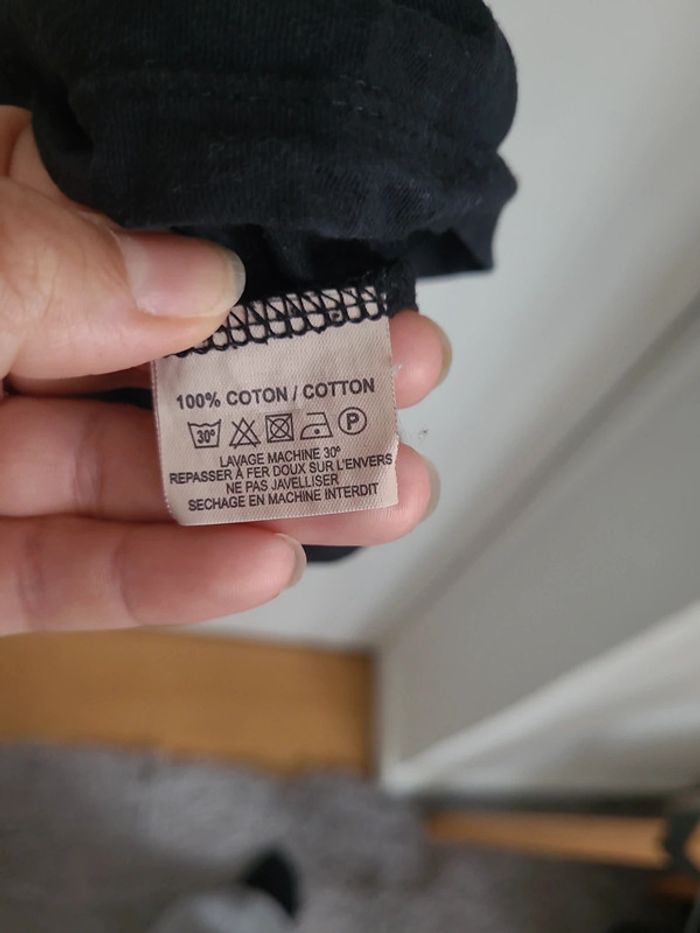 100% COTON / COTTON
30° P
LAVAGE MACHINE 30°
REPASSER À FER DOUX SUR L'ENVERS
NE PAS JAVELLISER
SECHAGE EN MACHINE INTERDIT